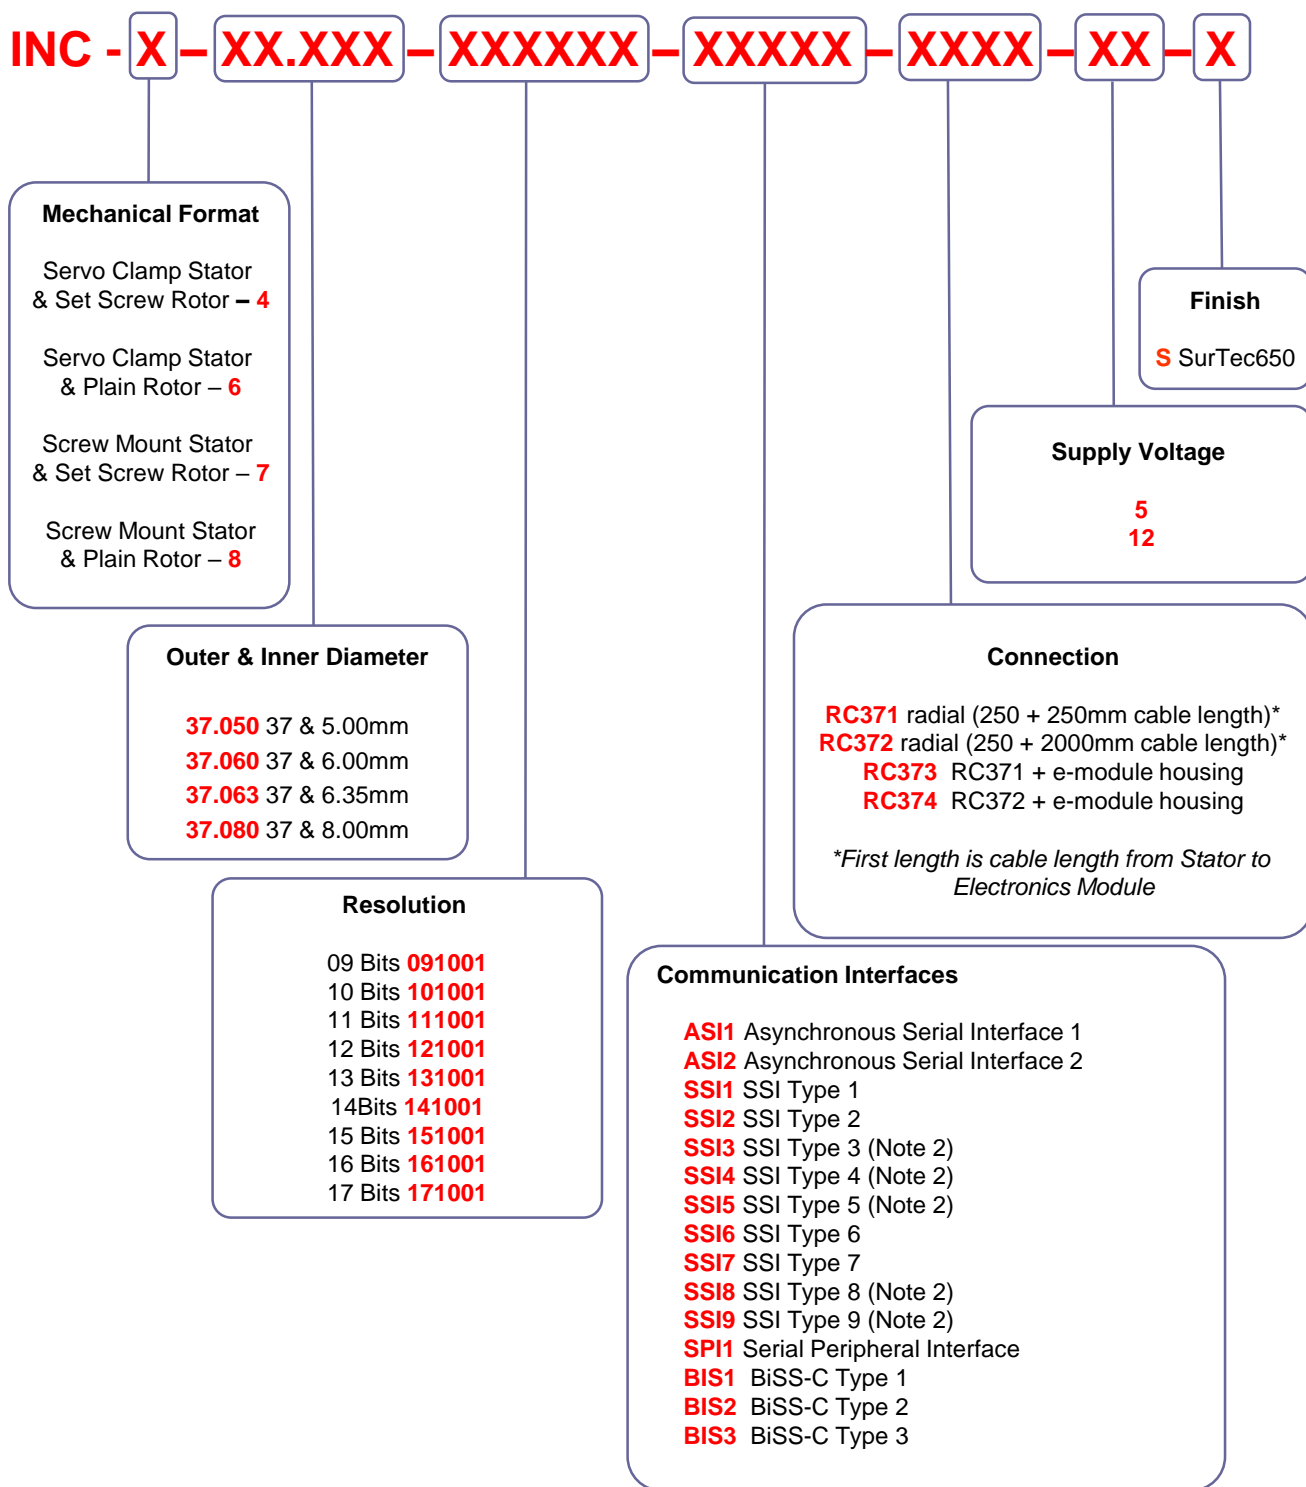 INC - X – XX.XXX – XXXXXX – XXXXX – XXXX – XX – X
Mechanical Format
Servo Clamp Stator
& Set Screw Rotor – 4
Servo Clamp Stator
& Plain Rotor – 6
Screw Mount Stator
& Set Screw Rotor – 7
Screw Mount Stator
& Plain Rotor – 8
Finish
S SurTec650
Supply Voltage
5
12
Outer & Inner Diameter
37.050 37 & 5.00mm
37.060 37 & 6.00mm
37.063 37 & 6.35mm
37.080 37 & 8.00mm
Connection
RC371 radial (250 + 250mm cable length)*
RC372 radial (250 + 2000mm cable length)*
RC373 RC371 + e-module housing
RC374 RC372 + e-module housing
*First length is cable length from Stator to
Electronics Module
Resolution
09 Bits 091001
10 Bits 101001
11 Bits 111001
12 Bits 121001
13 Bits 131001
14Bits 141001
15 Bits 151001
16 Bits 161001
17 Bits 171001
Communication Interfaces
ASI1 Asynchronous Serial Interface 1
ASI2 Asynchronous Serial Interface 2
SSI1 SSI Type 1
SSI2 SSI Type 2
SSI3 SSI Type 3 (Note 2)
SSI4 SSI Type 4 (Note 2)
SSI5 SSI Type 5 (Note 2)
SSI6 SSI Type 6
SSI7 SSI Type 7
SSI8 SSI Type 8 (Note 2)
SSI9 SSI Type 9 (Note 2)
SPI1 Serial Peripheral Interface
BIS1 BiSS-C Type 1
BIS2 BiSS-C Type 2
BIS3 BiSS-C Type 3